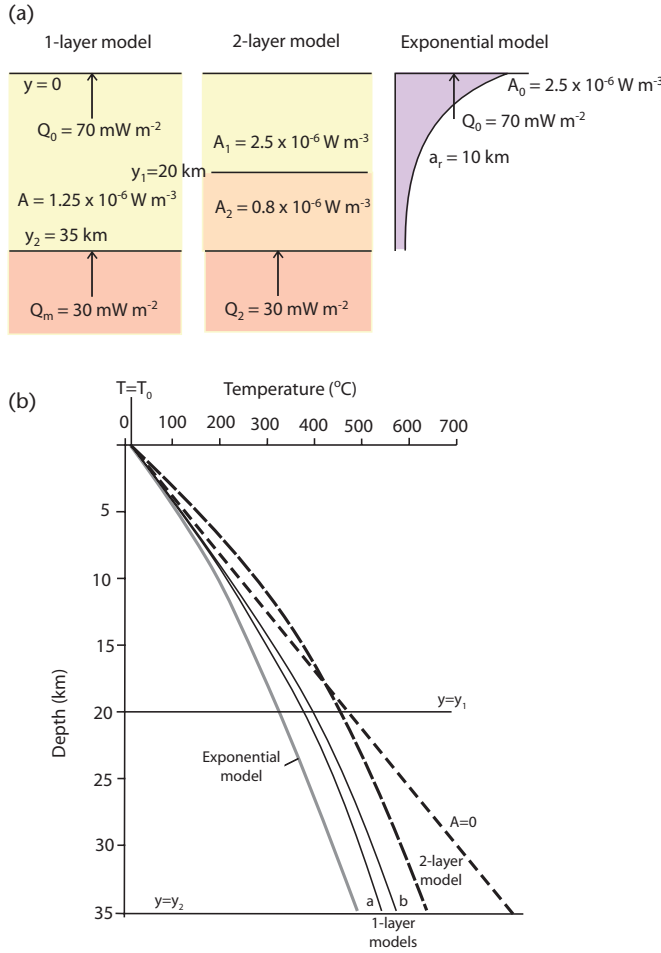 (a)
1-layer model
2-layer model
Exponential model
y = 0
Q₀ = 70 mW m⁻²
A = 1.25 x 10⁻⁶ W m⁻³
y₂ = 35 km
Qₘ = 30 mW m⁻²
A₁ = 2.5 x 10⁻⁶ W m⁻³
y₁=20 km
A₂ = 0.8 x 10⁻⁶ W m⁻³
Q₂ = 30 mW m⁻²
A₀ = 2.5 x 10⁻⁶ W m⁻³
Q₀ = 70 mW m⁻²
aᵣ = 10 km
(b)
T=T₀
Temperature (°C)
0 100 200 300 400 500 600 700
5
10
15
20
25
30
35
Depth (km)
y=y₁
Exponential
model
A=0
2-layer
model
a
b
y=y₂
1-layer
models